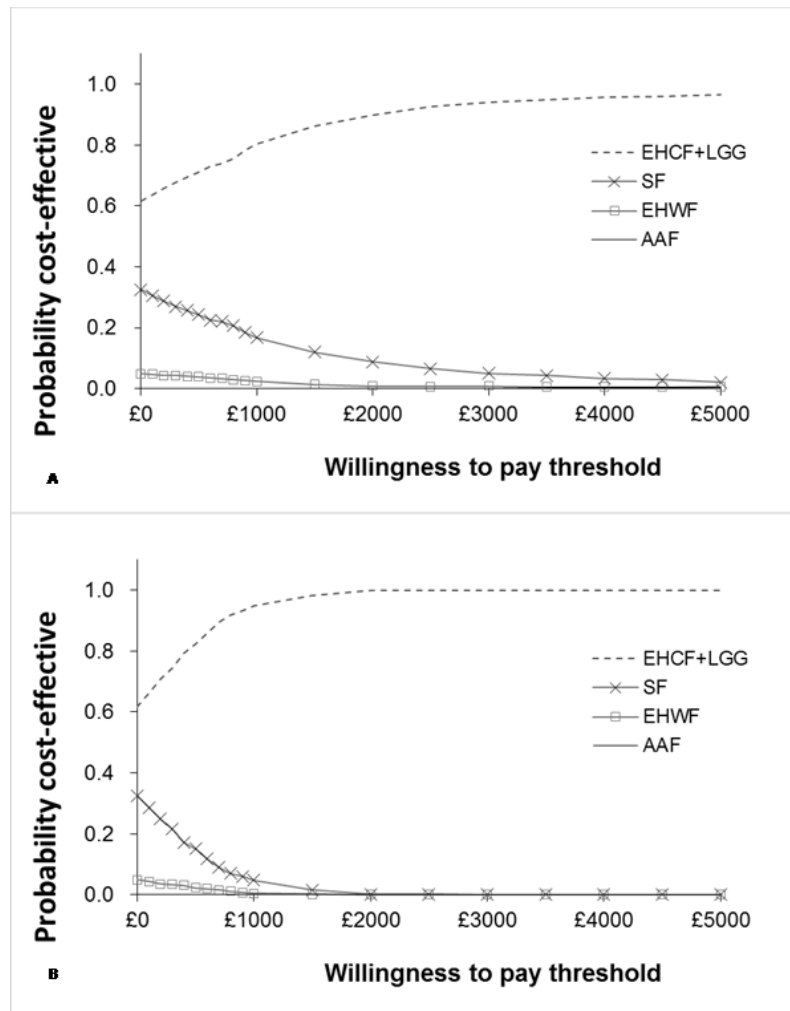 Probability cost-effective
1.0
0.8
0.6
0.4
0.2
0.0
EHCF+LGG
SF
EHWF
AAF
£0 £1000 £2000 £3000 £4000 £5000
Willingness to pay threshold
A
Probability cost-effective
1.0
0.8
0.6
0.4
0.2
0.0
EHCF+LGG
SF
EHWF
AAF
£0 £1000 £2000 £3000 £4000 £5000
Willingness to pay threshold
B